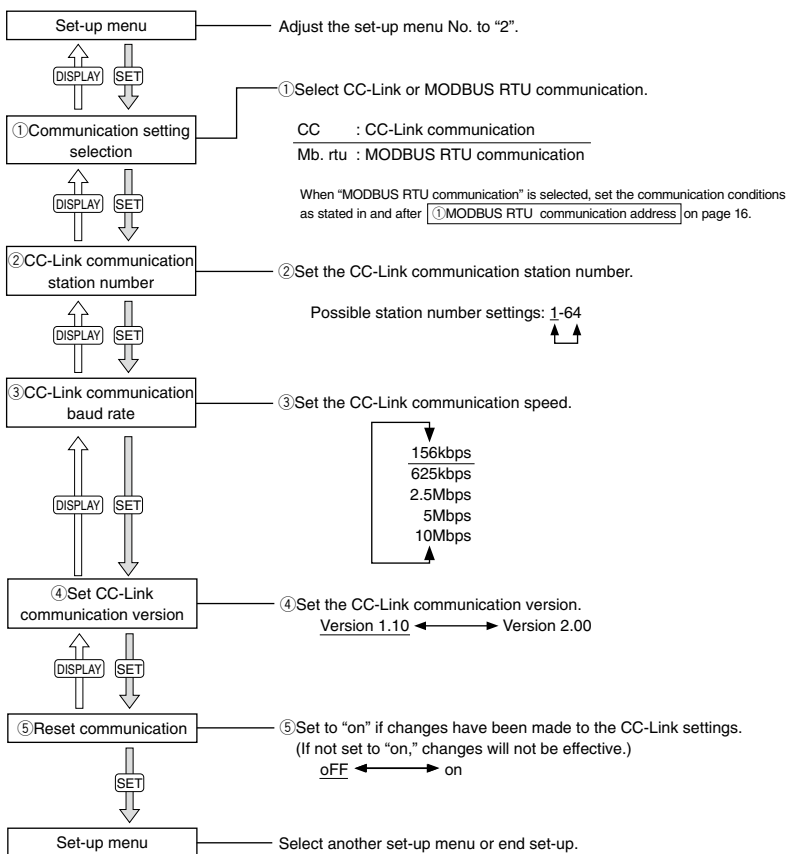 Set-up menu
Adjust the set-up menu No. to “2”.
DISPLAY SET
①Select CC-Link or MODBUS RTU communication.
①Communication setting
selection
CC : CC-Link communication
Mb. rtu : MODBUS RTU communication
When “MODBUS RTU communication” is selected, set the communication conditions
as stated in and after ①MODBUS RTU communication address on page 16.
DISPLAY SET
②CC-Link communication
station number
②Set the CC-Link communication station number.
Possible station number settings: 1-64
DISPLAY SET
③CC-Link communication
baud rate
③Set the CC-Link communication speed.
156kbps
625kbps
2.5Mbps
5Mbps
10Mbps
DISPLAY SET
④Set CC-Link
communication version
④Set the CC-Link communication version.
Version 1.10 Version 2.00
DISPLAY SET
⑤Reset communication
⑤Set to “on” if changes have been made to the CC-Link settings.
(If not set to “on,” changes will not be effective.)
oFF on
SET
Set-up menu
Select another set-up menu or end set-up.